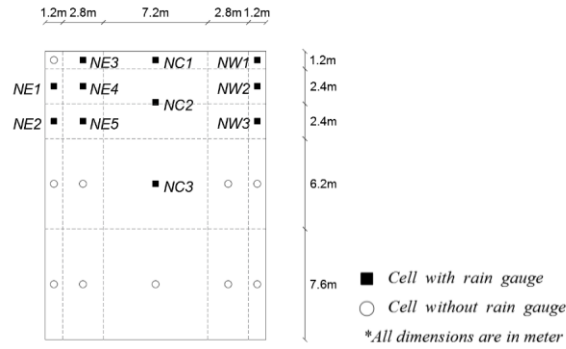 1.2m 2.8m 7.2m 2.8m 1.2m
NE3 NC1 NW1 1.2m
NE1 NE4 NW2 2.4m
NC2
NE2 NE5 NW3 2.4m
NC3 6.2m
7.6m
Cell with rain gauge
Cell without rain gauge
*All dimensions are in meter